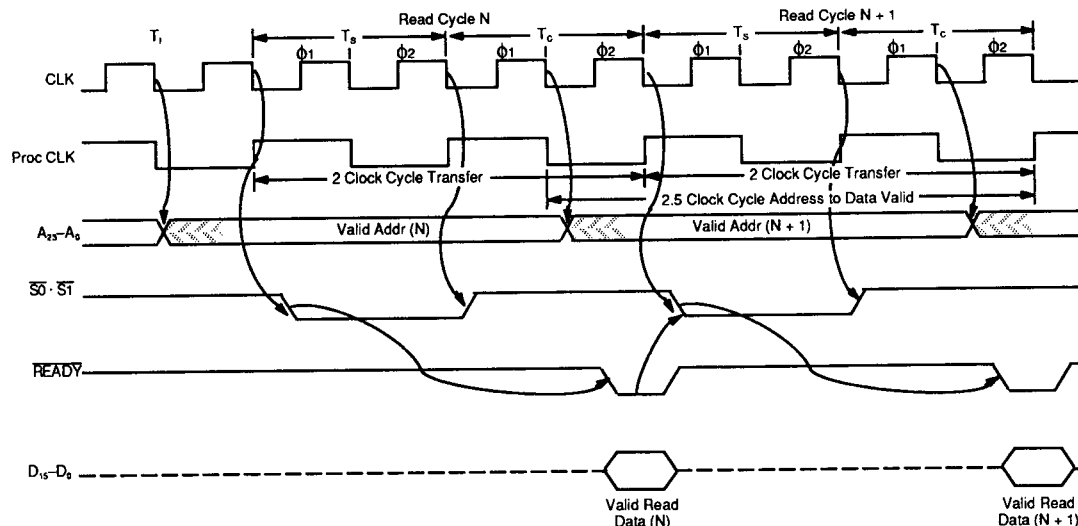 Read Cycle N
Read Cycle N + 1
Tᵢ
Tₛ
T꜀
Tₛ
T꜀
ϕ1
ϕ2
ϕ1
ϕ2
ϕ1
ϕ2
ϕ1
ϕ2
CLK
Proc CLK
2 Clock Cycle Transfer
2 Clock Cycle Transfer
2.5 Clock Cycle Address to Data Valid
A₂₃–A₀
Valid Addr (N)
Valid Addr (N + 1)
S0 · S1
READY
D₁₅–D₀
Valid Read
Data (N)
Valid Read
Data (N + 1)